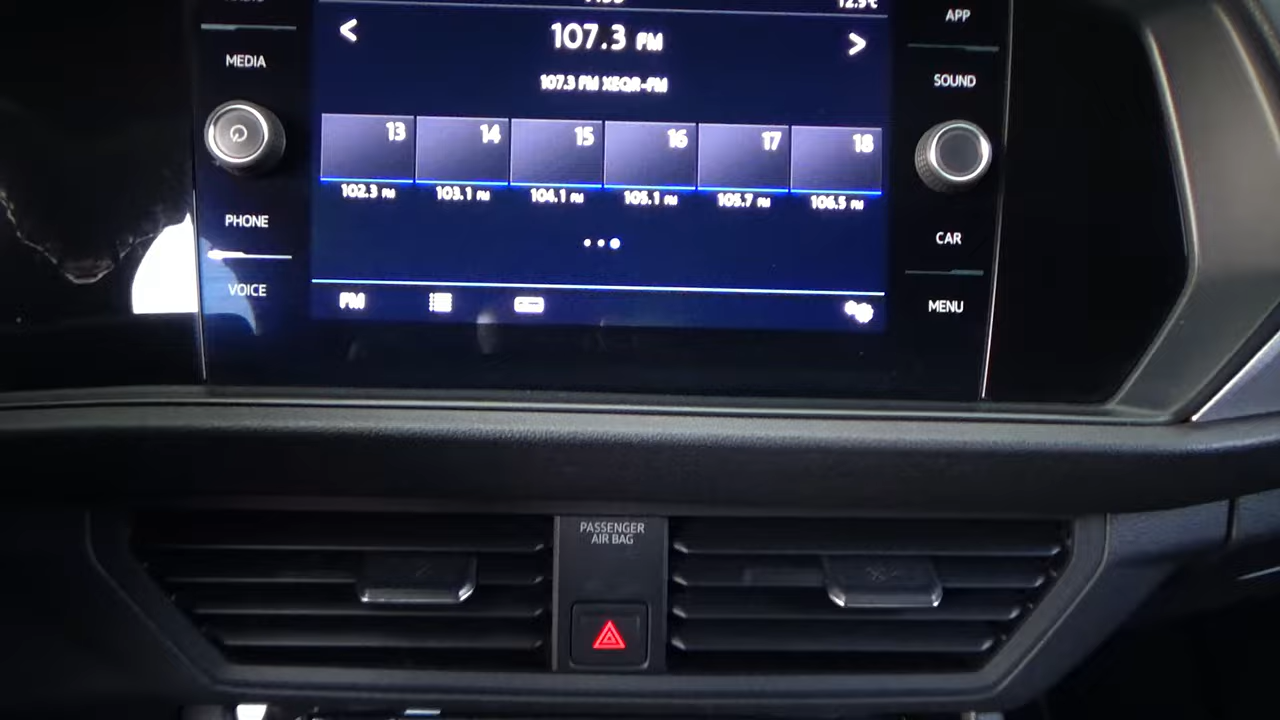 APP
107.3 FM
MEDIA
SOUND
107.3 FM XEQR-FM
13 14 15 16 17 18
102.3 FM 103.1 FM 104.1 FM 105.1 FM 105.7 FM 106.5 FM
PHONE
CAR
VOICE
FM
MENU
PASSENGER
AIR BAG